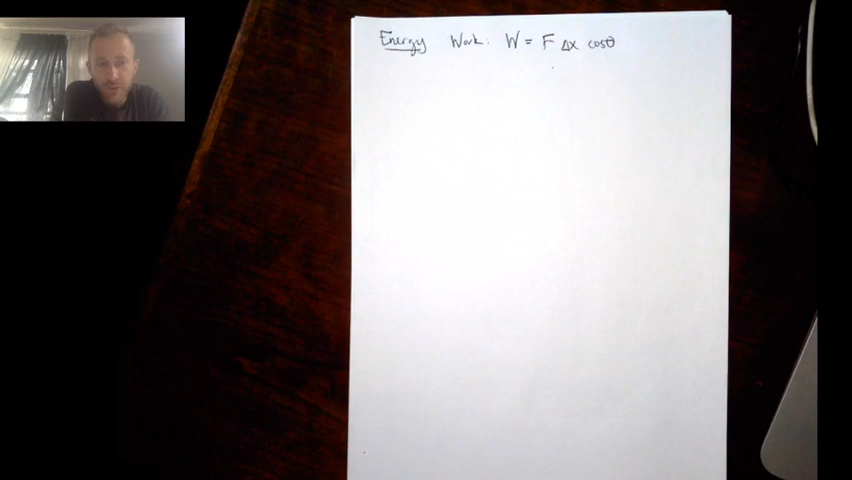 Energy Work: W = F Δx cosθ